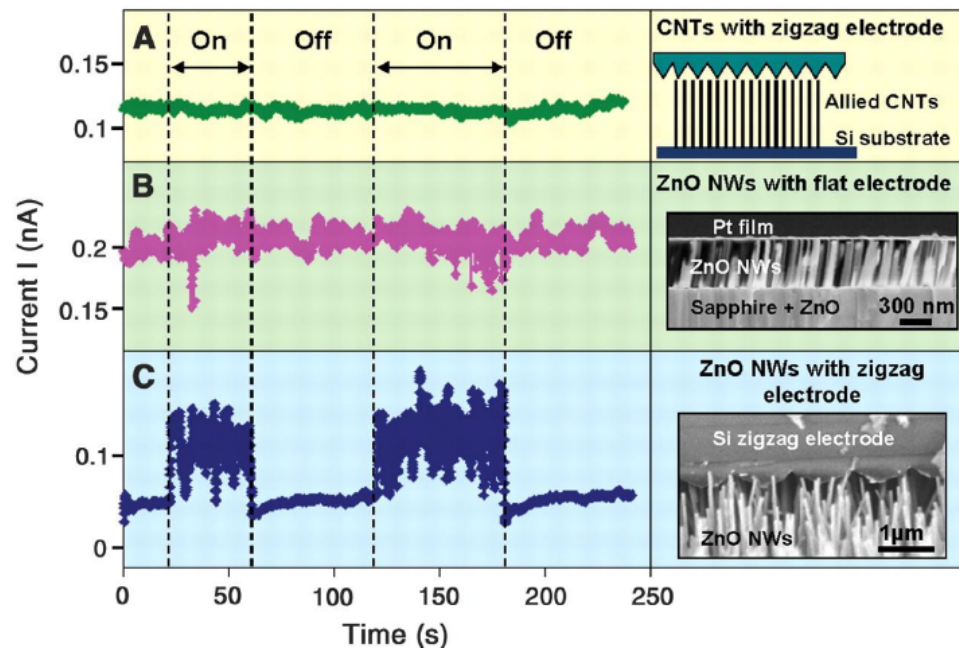 A
On
Off
On
Off
CNTs with zigzag electrode
0.15
0.1
Allied CNTs
Si substrate
B
ZnO NWs with flat electrode
0.2
0.15
Pt film
ZnO NWs
Sapphire + ZnO
300 nm
C
ZnO NWs with zigzag
electrode
0.1
0
Si zigzag electrode
ZnO NWs
1μm
Current I (nA)
0
50
100
150
200
250
Time (s)